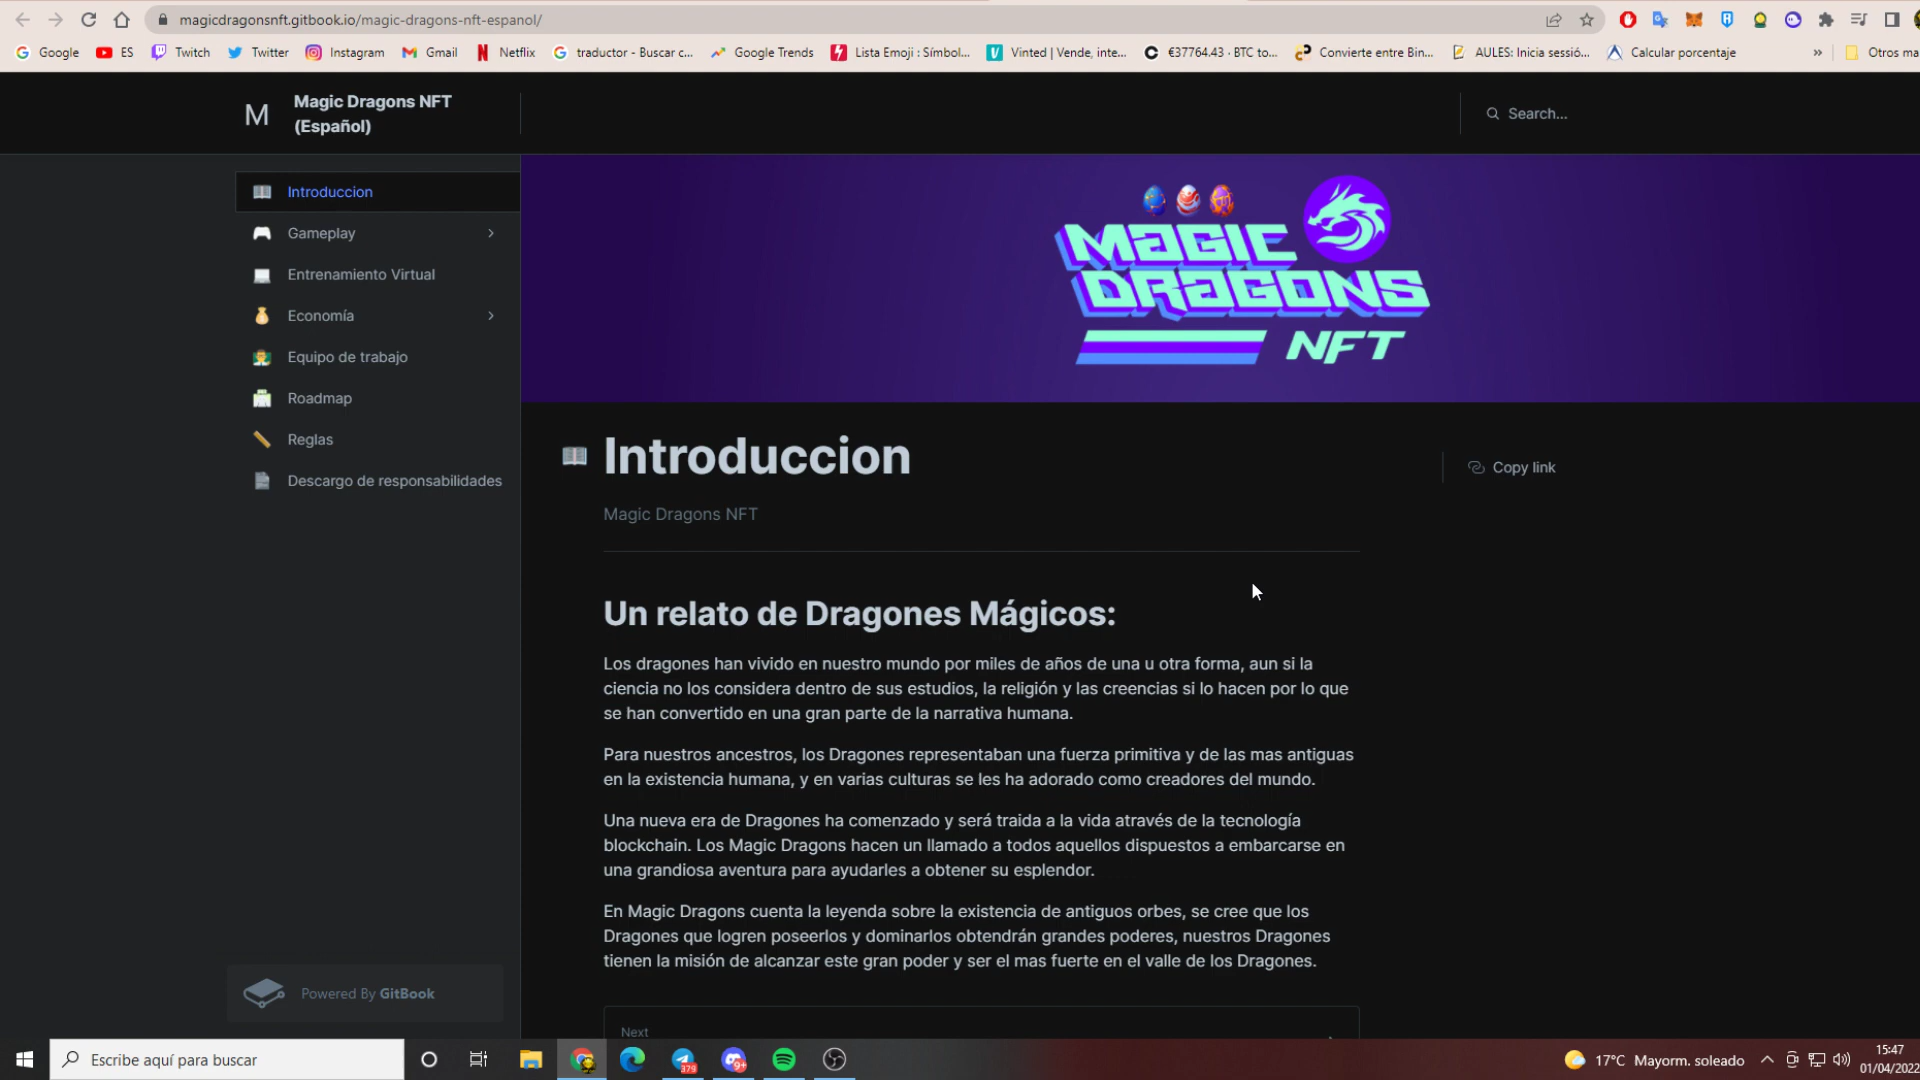 magicdragonsnft.gitbook.io/magic-dragons-nft-espanol/
Google
ES
Twitch
Twitter
Instagram
Gmail
Netflix
traductor - Buscar c...
Google Trends
Lista Emoji : Símbol...
Vinted | Vende, inte...
€37764.43 · BTC to...
Convierte entre Bin...
AULES: Inicia sesió...
Calcular porcentaje
»
Otros ma
M
Magic Dragons NFT
(Español)
Search...
Introduccion
Gameplay
Entrenamiento Virtual
Economía
Equipo de trabajo
Roadmap
Reglas
Descargo de responsabilidades
Powered By GitBook
MAGIC
DRAGONS
NFT
Introduccion
Copy link
Magic Dragons NFT
Un relato de Dragones Mágicos:
Los dragones han vivido en nuestro mundo por miles de años de una u otra forma, aun si la
ciencia no los considera dentro de sus estudios, la religión y las creencias si lo hacen por lo que
se han convertido en una gran parte de la narrativa humana.
Para nuestros ancestros, los Dragones representaban una fuerza primitiva y de las mas antiguas
en la existencia humana, y en varias culturas se les ha adorado como creadores del mundo.
Una nueva era de Dragones ha comenzado y será traida a la vida através de la tecnología
blockchain. Los Magic Dragons hacen un llamado a todos aquellos dispuestos a embarcarse en
una grandiosa aventura para ayudarles a obtener su esplendor.
En Magic Dragons cuenta la leyenda sobre la existencia de antiguos orbes, se cree que los
Dragones que logren poseerlos y dominarlos obtendrán grandes poderes, nuestros Dragones
tienen la misión de alcanzar este gran poder y ser el mas fuerte en el valle de los Dragones.
Next
Escribe aquí para buscar
379
9+
17°C Mayorm. soleado
15:47
01/04/2022